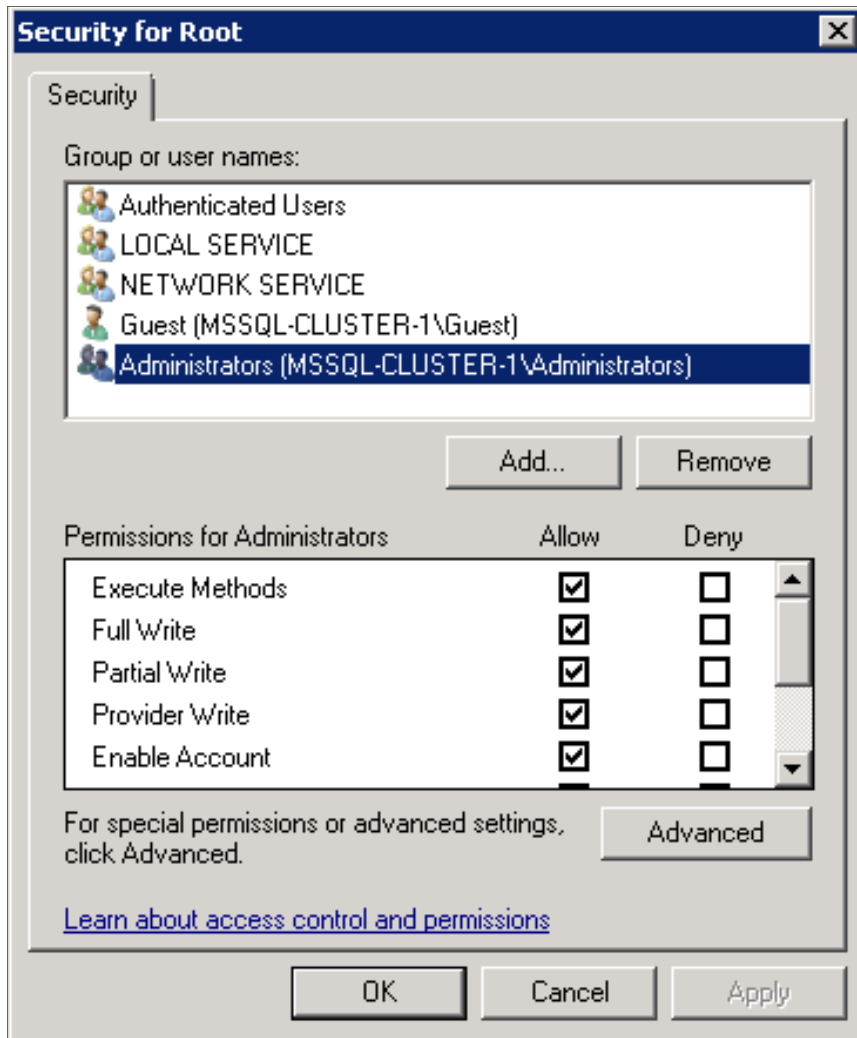 Security for Root
Security
Group or user names:
Authenticated Users
LOCAL SERVICE
NETWORK SERVICE
Guest (MSSQL-CLUSTER-1\Guest)
Administrators (MSSQL-CLUSTER-1\Administrators)
Add... Remove
Permissions for Administrators Allow Deny
Execute Methods
Full Write
Partial Write
Provider Write
Enable Account
For special permissions or advanced settings,
click Advanced.
Advanced
Learn about access control and permissions
OK Cancel Apply